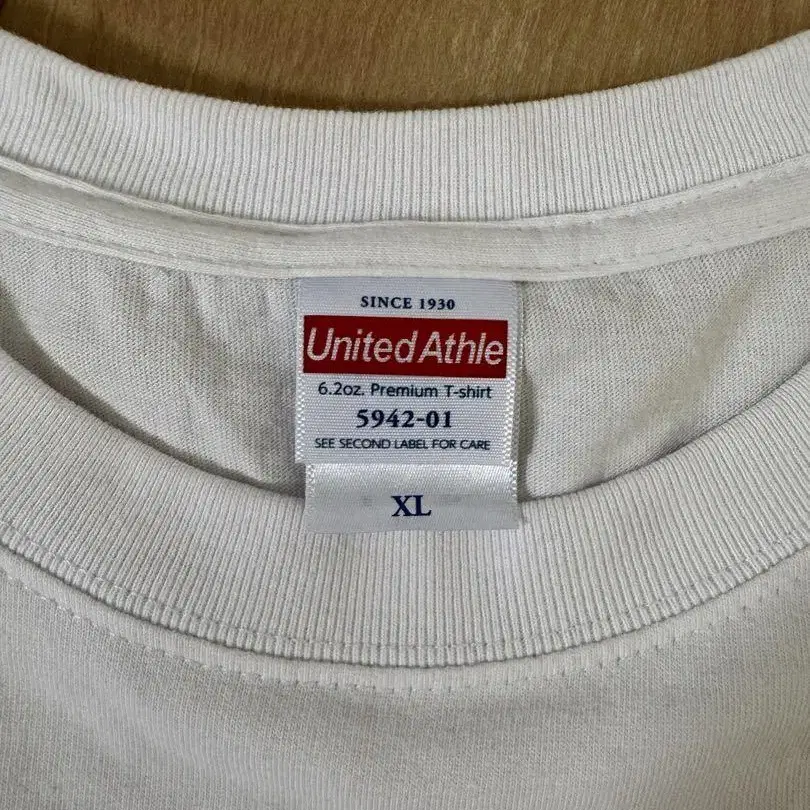 SINCE 1930
United Athle
6.2oz. Premium T-shirt
5942-01
SEE SECOND LABEL FOR CARE
XL